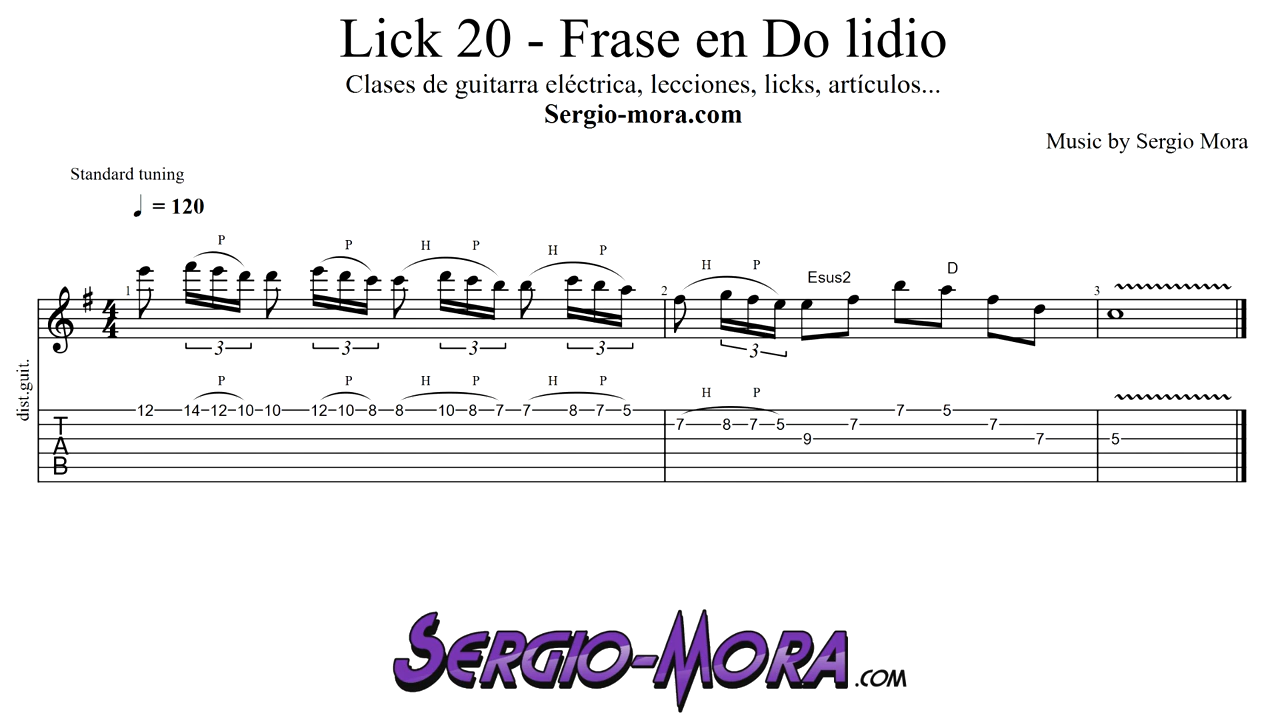 Lick 20 - Frase en Do lidio
Clases de guitarra eléctrica, lecciones, licks, artículos...
Sergio-mora.com
Music by Sergio Mora
Standard tuning
= 120
P P H P H P H P Esus2 D
1 2 3
4
4
3 3 3 3 3
dist.guit.
P P H P H P H P
12 14 12 10 10 12 10 8 8 10 8 7 7 8 7 5 7 8 7 5 9 7 7 5 7 7 5
T
A
B
SERGIO-MORA.COM